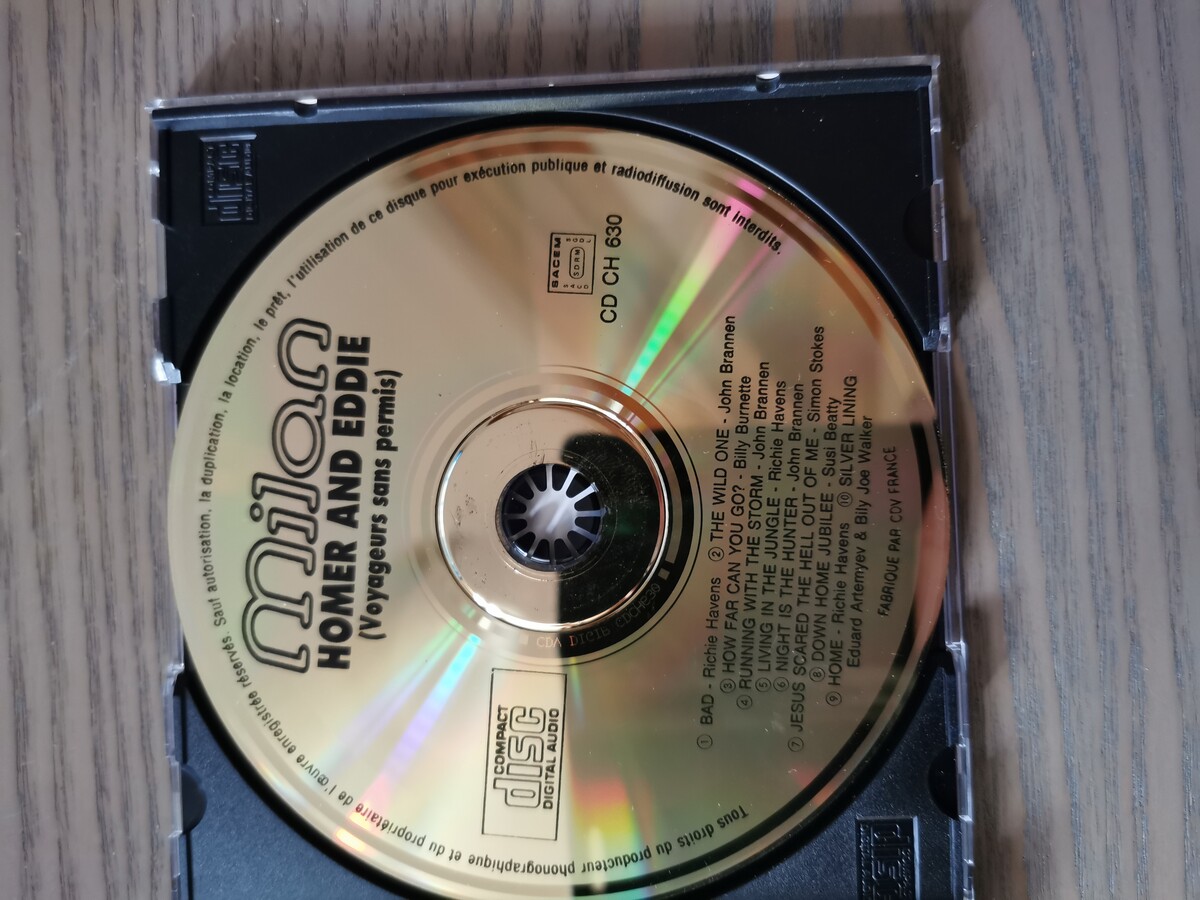 milan
HOMER AND EDDIE
(Voyageurs sans permis)
COMPACT
disc
DIGITAL AUDIO
SACEM
SDRM
SACD
SGDL
CD CH 630
① BAD - Richie Havens ② THE WILD ONE - John Brannen
③ HOW FAR CAN YOU GO? - Billy Burnette
④ RUNNING WITH THE STORM - John Brannen
⑤ LIVING IN THE JUNGLE - Richie Havens
⑥ NIGHT IS THE HUNTER - John Brannen
⑦ JESUS SCARED THE HELL OUT OF ME - Simon Stokes
⑧ DOWN HOME JUBILEE - Susi Beatty
⑨ HOME - Richie Havens ⑩ SILVER LINING
Eduard Artemyev & Bily Joe Walker
FABRIQUE PAR CDV FRANCE
Tous droits du producteur phonographique et du propriétaire de l'œuvre enregistrée réservés. Sauf autorisation, la duplication, la location, le prêt, l'utilisation de ce disque pour exécution publique et radiodiffusion sont interdits.
COMPACT
disc